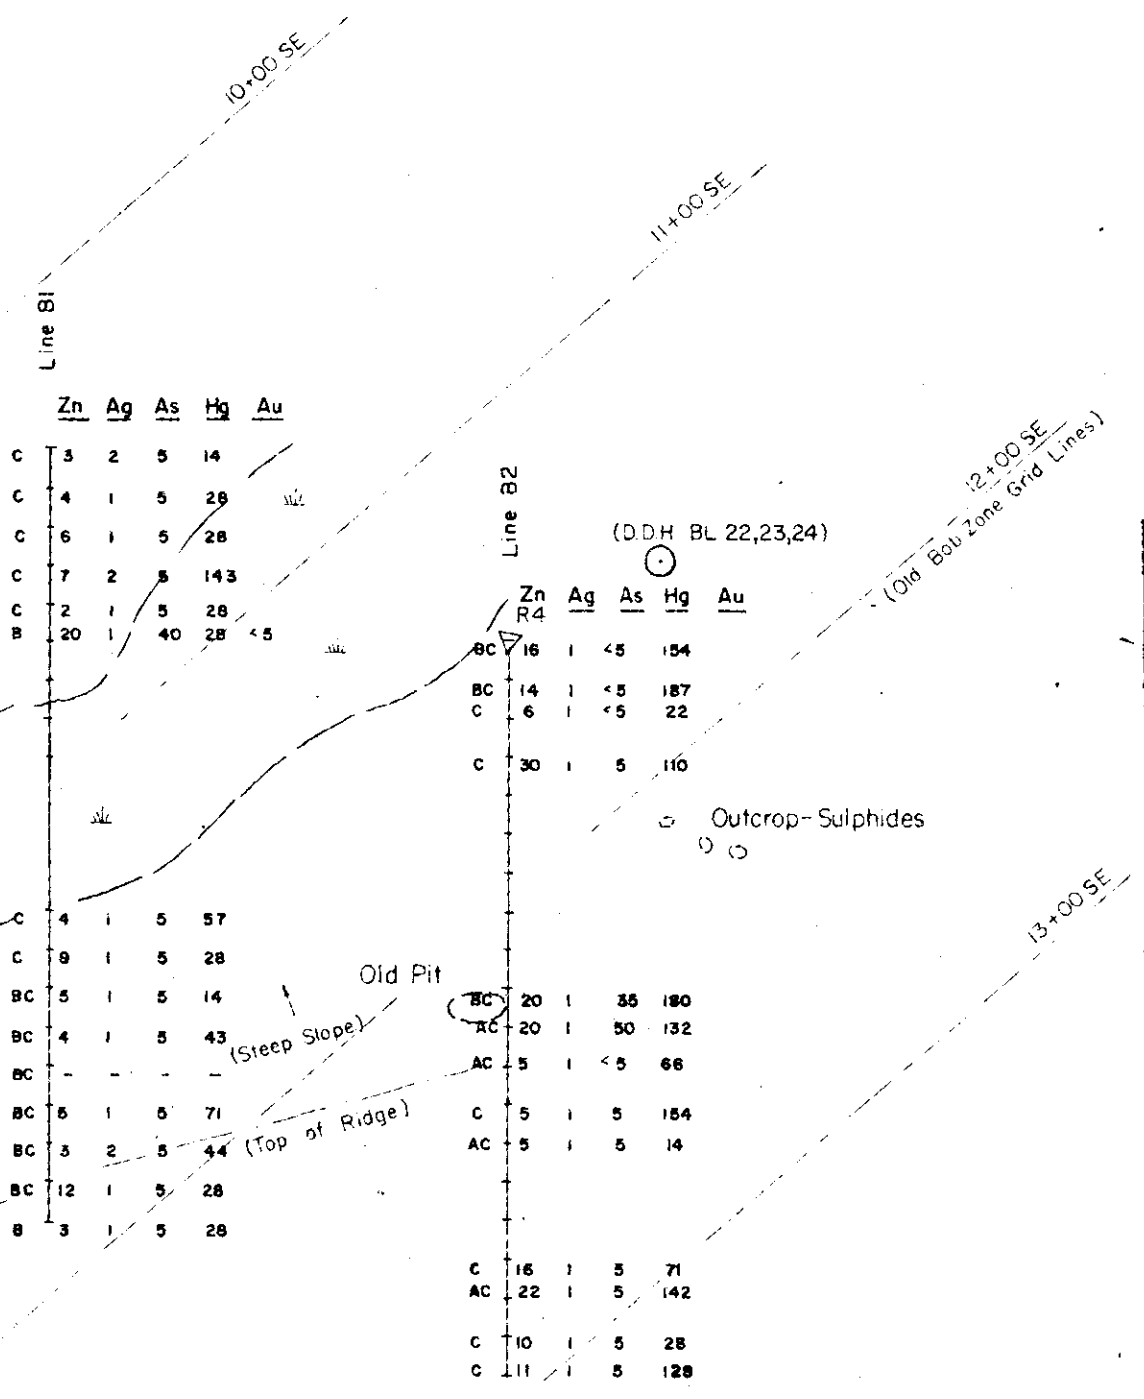 10+00 SE
11+00 SE
12+00 SE
(Old Bob Zone Grid Lines)
13+00 SE
Line B1
Zn Ag As Hg Au
C 3 2 5 14
C 4 1 5 28
C 6 1 5 28
C 7 2 5 143
C 2 1 5 28
B 20 1 40 28 <5
C 4 1 5 57
C 9 1 5 28
BC 5 1 5 14
BC 4 1 5 43
BC - - - -
BC 5 1 5 71
BC 3 2 5 44
BC 12 1 5 28
B 3 1 5 28
Line B2
(D.D.H BL 22,23,24)
Zn Ag As Hg Au
R4
BC 16 1 <5 154
BC 14 1 <5 187
C 6 1 <5 22
C 30 1 5 110
Outcrop-Sulphides
Old Pit
(Steep Slope)
(Top of Ridge)
BC 20 1 35 180
AC 20 1 50 132
AC 5 1 <5 66
C 5 1 5 154
AC 5 1 5 14
C 16 1 5 71
AC 22 1 5 142
C 10 1 5 28
C 11 1 5 128